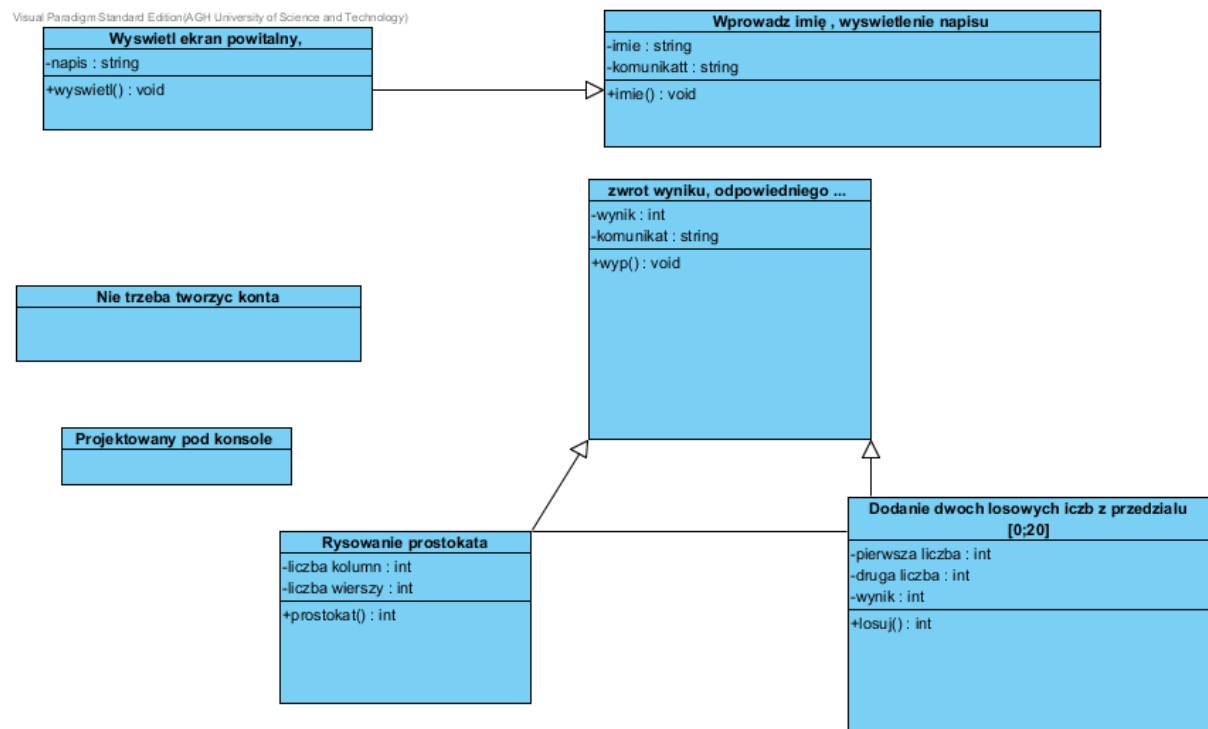 Visual Paradigm Standard Edition(AGH University of Science and Technology)
Wyswietl ekran powitalny,
-napis : string
+wyswietl() : void
Wprowadz imię , wyswietlenie napisu
-imie : string
-komunikatt : string
+imie() : void
zwrot wyniku, odpowiedniego ...
-wynik : int
-komunikat : string
+wyp() : void
Nie trzeba tworzyc konta
Projektowany pod konsole
Rysowanie prostokata
-liczba kolumn : int
-liczba wierszy : int
+prostokat() : int
Dodanie dwoch losowych iczb z przedzialu
[0;20]
-pierwsza liczba : int
-druga liczba : int
-wynik : int
+losuj() : int